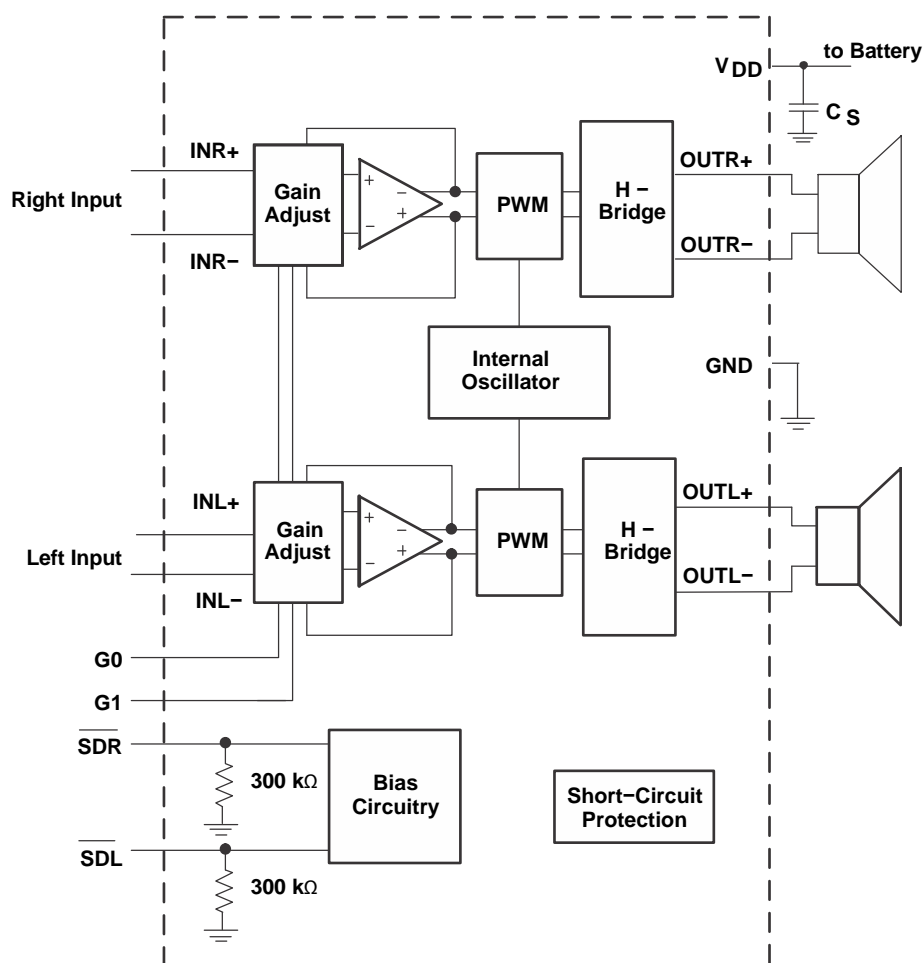 to Battery
VDD
CS
INR+
Right Input
INR−
Gain
Adjust
+
−
−
+
PWM
H −
Bridge
OUTR+
OUTR−
Internal
Oscillator
GND
INL+
Left Input
INL−
Gain
Adjust
+
−
−
+
PWM
H −
Bridge
OUTL+
OUTL−
G0
G1
SDR
300 kΩ
Bias
Circuitry
Short−Circuit
Protection
SDL
300 kΩ